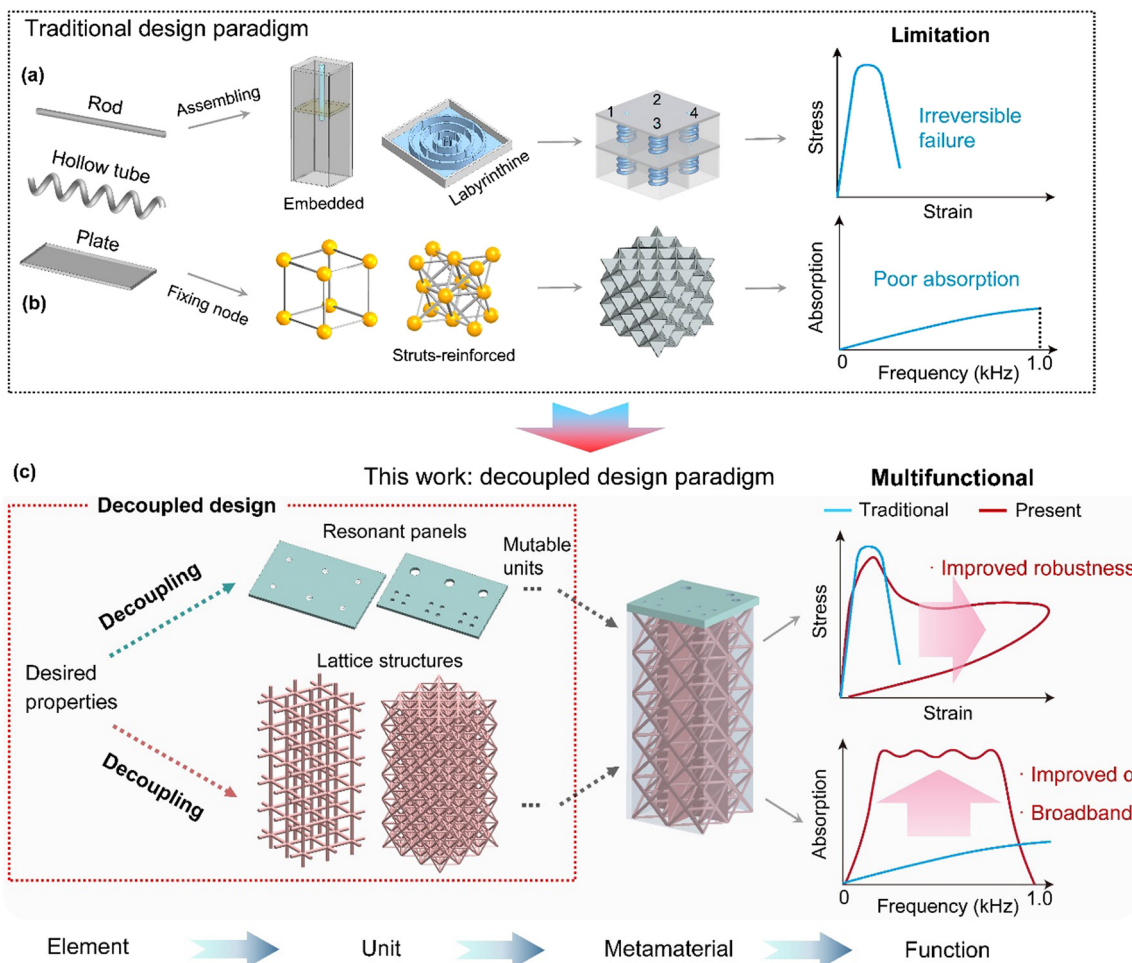 Traditional design paradigm
(a)
Rod
Assembling
Hollow tube
Embedded
Labyrinthine
1
2
3
4
Limitation
Stress
Irreversible
failure
Strain
Plate
(b)
Fixing node
Struts-reinforced
Absorption
Poor absorption
0
1.0
Frequency (kHz)
(c)
This work: decoupled design paradigm
Multifunctional
Decoupled design
Traditional
Present
Resonant panels
Mutable
units
...
Decoupling
Desired
properties
Decoupling
Lattice structures
...
Stress
· Improved robustness
Strain
Absorption
· Improved α
· Broadband
0
1.0
Frequency (kHz)
Element
Unit
Metamaterial
Function